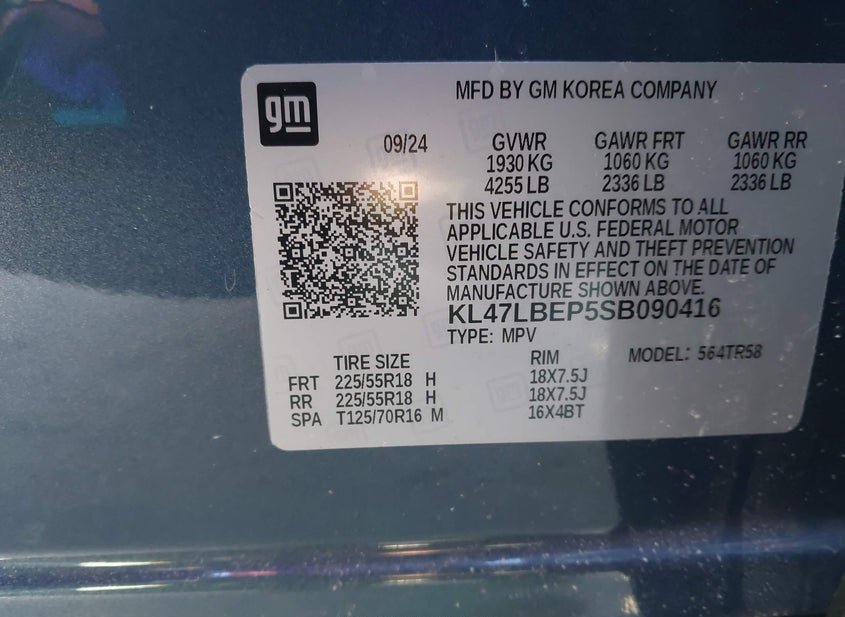 gm
MFD BY GM KOREA COMPANY
09/24 GVWR GAWR FRT GAWR RR
1930 KG 1060 KG 1060 KG
4255 LB 2336 LB 2336 LB
THIS VEHICLE CONFORMS TO ALL
APPLICABLE U.S. FEDERAL MOTOR
VEHICLE SAFETY AND THEFT PREVENTION
STANDARDS IN EFFECT ON THE DATE OF
MANUFACTURE SHOWN ABOVE.
KL47LBEP5SB090416
TYPE: MPV
MODEL: 564TR58
TIRE SIZE RIM
FRT 225/55R18 H 18X7.5J
RR 225/55R18 H 18X7.5J
SPA T125/70R16 M 16X4BT